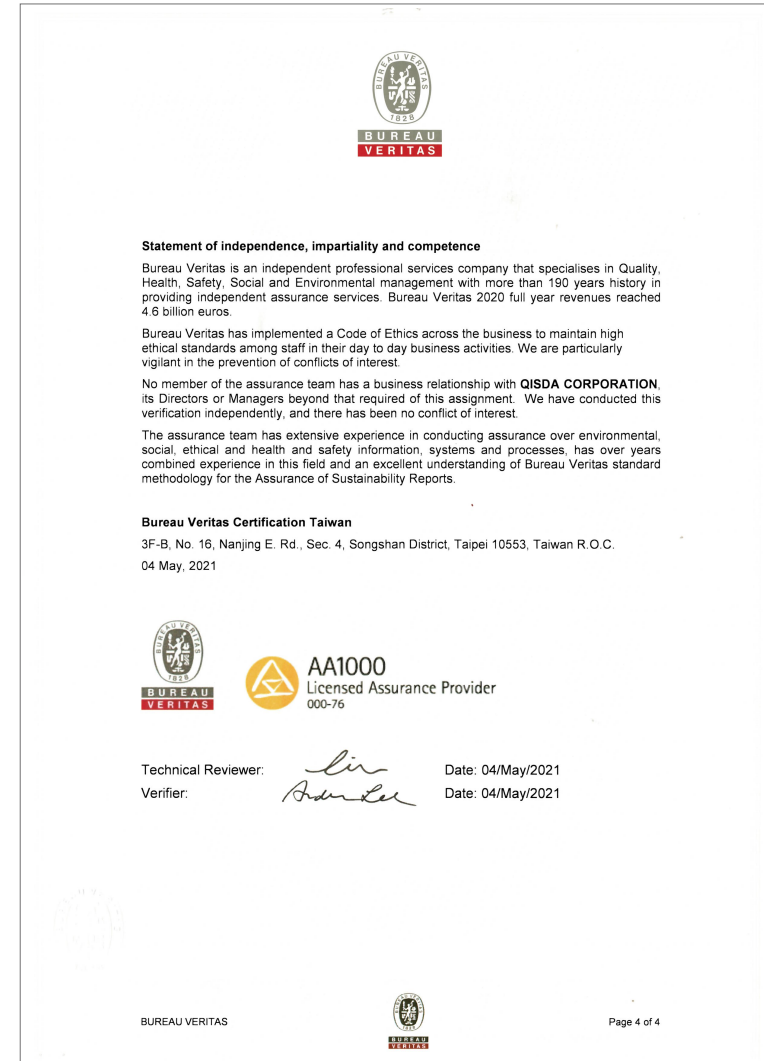 BUREAU VERITAS
1828
BUREAU
VERITAS
Statement of independence, impartiality and competence
Bureau Veritas is an independent professional services company that specialises in Quality,
Health, Safety, Social and Environmental management with more than 190 years history in
providing independent assurance services. Bureau Veritas 2020 full year revenues reached
4.6 billion euros.
Bureau Veritas has implemented a Code of Ethics across the business to maintain high
ethical standards among staff in their day to day business activities. We are particularly
vigilant in the prevention of conflicts of interest.
No member of the assurance team has a business relationship with QISDA CORPORATION,
its Directors or Managers beyond that required of this assignment. We have conducted this
verification independently, and there has been no conflict of interest.
The assurance team has extensive experience in conducting assurance over environmental,
social, ethical and health and safety information, systems and processes, has over years
combined experience in this field and an excellent understanding of Bureau Veritas standard
methodology for the Assurance of Sustainability Reports.
Bureau Veritas Certification Taiwan
3F-B, No. 16, Nanjing E. Rd., Sec. 4, Songshan District, Taipei 10553, Taiwan R.O.C.
04 May, 2021
BUREAU VERITAS
1828
BUREAU
VERITAS
AA1000
Licensed Assurance Provider
000-76
Technical Reviewer: Date: 04/May/2021
Verifier: Lee Date: 04/May/2021
BUREAU VERITAS
BUREAU
VERITAS
Page 4 of 4